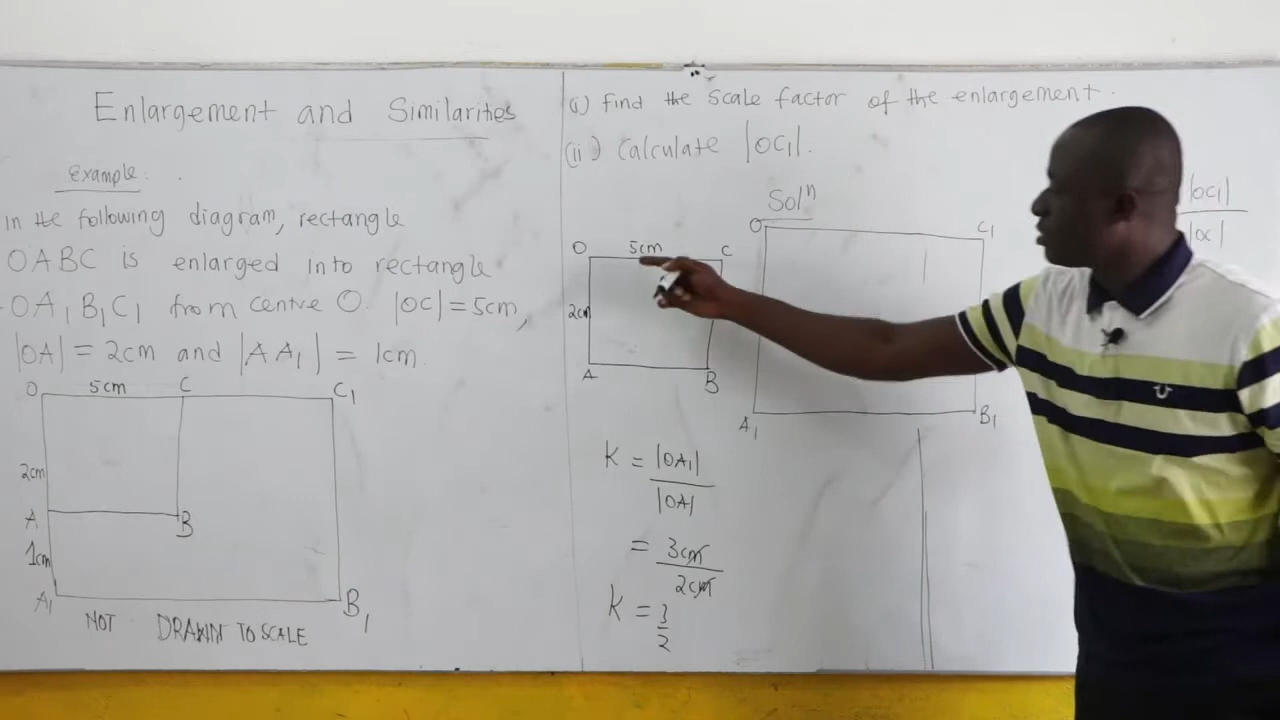 Enlargement and Similarities
Example:
In the following diagram, rectangle
OABC is enlarged into rectangle
OA₁B₁C₁ from centre O. |OC| = 5cm,
|OA| = 2cm and |AA₁| = 1cm.
O 5cm C C₁
2cm
A B
1cm
A₁ B₁
NOT DRAWN TO SCALE
(i) Find the scale factor of the enlargement.
(ii) Calculate |OC₁|.
Solⁿ
O 5cm C
2cm
A B
O C₁
A₁ B₁
K = |OA₁|
|OA|
= 3cm
2cm
K = 3
2
|OC₁|
|OC|